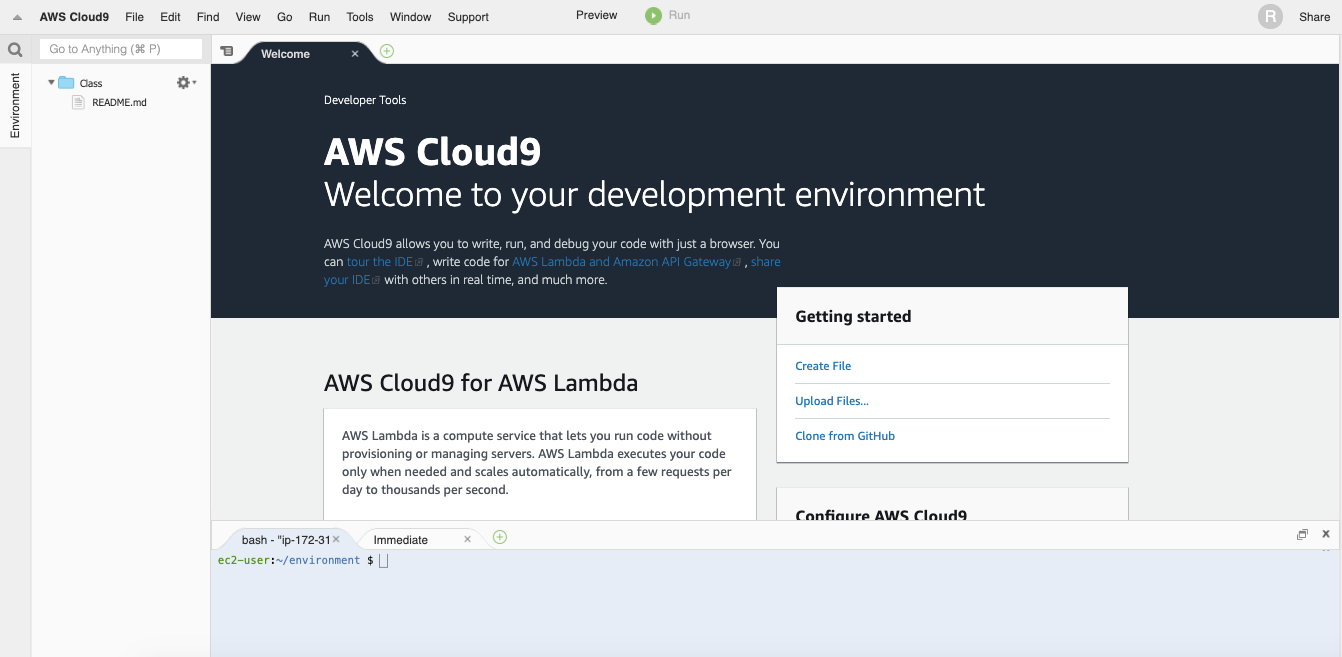 AWS Cloud9 File Edit Find View Go Run Tools Window Support Preview Run R Share
Go to Anything (⌘ P)
Environment
Class
README.md
Welcome
Developer Tools
AWS Cloud9
Welcome to your development environment
AWS Cloud9 allows you to write, run, and debug your code with just a browser. You
can tour the IDE , write code for AWS Lambda and Amazon API Gateway , share
your IDE with others in real time, and much more.
Getting started
Create File
Upload Files...
Clone from GitHub
AWS Cloud9 for AWS Lambda
AWS Lambda is a compute service that lets you run code without
provisioning or managing servers. AWS Lambda executes your code
only when needed and scales automatically, from a few requests per
day to thousands per second.
Configure AWS Cloud9
bash - "ip-172-31 Immediate
ec2-user:~/environment $